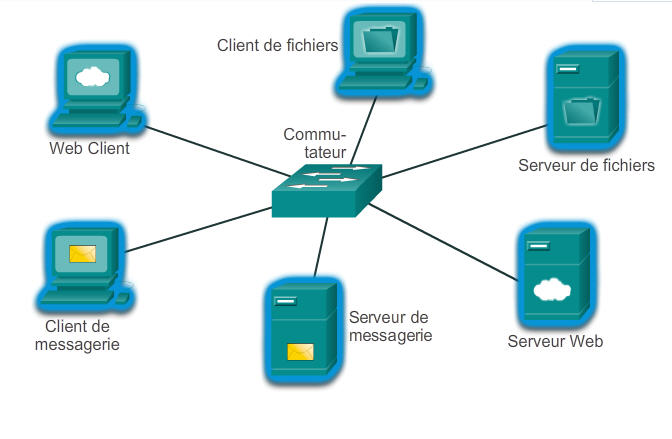 Client de fichiers
Commu-
tateur
Web Client
Serveur de fichiers
Client de
messagerie
Serveur de
messagerie
Serveur Web